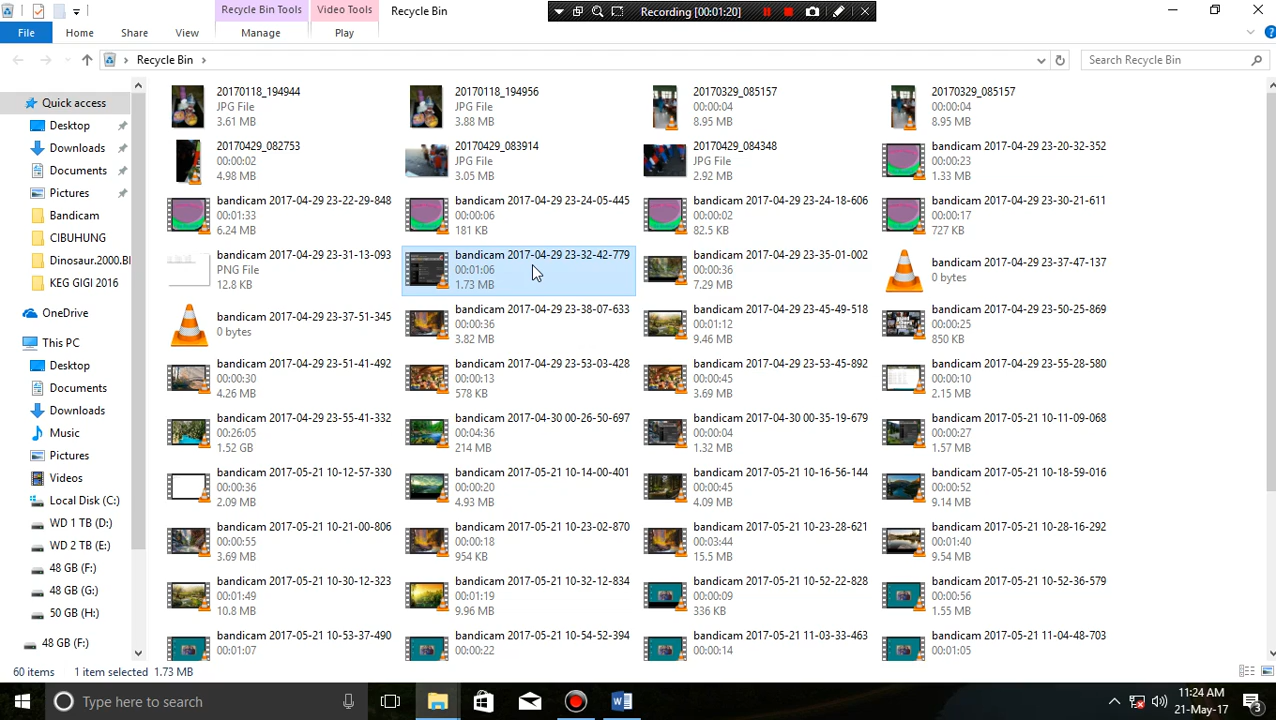 Recycle Bin Tools
Video Tools
Recycle Bin
Recording [00:01:20]
File
Home
Share
View
Manage
Play
Recycle Bin
Search Recycle Bin
Quick access
Desktop
Downloads
Documents
Pictures
Bandicam
CIBUHUNG
Dinosaur.2000.Bl
KEG GIGI 2016
OneDrive
This PC
Desktop
Documents
Downloads
Music
Pictures
Videos
Local Disk (C:)
WD 1 TB (D:)
WD 2 TB (E:)
48 GB (F:)
48 GB (G:)
50 GB (H:)
48 GB (F:)
20170118_194944
JPG File
3.61 MB
20170118_194956
JPG File
3.88 MB
20170329_085157
00:00:04
8.95 MB
20170329_085157
00:00:04
8.95 MB
20170429_082753
00:00:02
4.98 MB
20170429_083914
JPG File
3.05 MB
20170429_084348
JPG File
2.92 MB
bandicam 2017-04-29 23-20-32-352
00:00:23
1.33 MB
bandicam 2017-04-29 23-22-29-848
00:01:33
6.24 MB
bandicam 2017-04-29 23-24-05-445
00:00:06
181 KB
bandicam 2017-04-29 23-24-18-606
00:00:02
82.5 KB
bandicam 2017-04-29 23-30-21-611
00:00:17
727 KB
bandicam 2017-04-29 23-31-13-093
PNG File
12.8 KB
bandicam 2017-04-29 23-32-42-779
00:01:06
1.73 MB
bandicam 2017-04-29 23-35-01-002
00:00:36
7.29 MB
bandicam 2017-04-29 23-37-47-137
0 bytes
bandicam 2017-04-29 23-37-51-345
0 bytes
bandicam 2017-04-29 23-38-07-633
00:00:36
3.82 MB
bandicam 2017-04-29 23-45-49-518
00:01:12
9.46 MB
bandicam 2017-04-29 23-50-25-869
00:00:25
850 KB
bandicam 2017-04-29 23-51-41-492
00:00:30
4.26 MB
bandicam 2017-04-29 23-53-03-428
00:00:13
578 KB
bandicam 2017-04-29 23-53-45-892
00:00:45
3.69 MB
bandicam 2017-04-29 23-55-28-580
00:00:10
2.15 MB
bandicam 2017-04-29 23-55-41-332
00:26:05
1.52 GB
bandicam 2017-04-30 00-26-50-697
00:04:36
214 MB
bandicam 2017-04-30 00-35-19-679
00:00:04
1.32 MB
bandicam 2017-05-21 10-11-09-068
00:00:27
1.57 MB
bandicam 2017-05-21 10-12-57-330
00:00:36
2.09 MB
bandicam 2017-05-21 10-14-00-401
00:00:20
4.93 MB
bandicam 2017-05-21 10-16-56-144
00:00:45
4.09 MB
bandicam 2017-05-21 10-18-59-016
00:00:52
9.14 MB
bandicam 2017-05-21 10-21-00-806
00:00:55
3.69 MB
bandicam 2017-05-21 10-23-02-870
00:00:18
954 KB
bandicam 2017-05-21 10-23-28-621
00:03:44
15.5 MB
bandicam 2017-05-21 10-28-16-292
00:01:40
9.54 MB
bandicam 2017-05-21 10-30-12-323
00:01:49
10.8 MB
bandicam 2017-05-21 10-32-12-834
00:01:19
9.96 MB
bandicam 2017-05-21 10-52-22-828
00:00:09
336 KB
bandicam 2017-05-21 10-52-36-579
00:00:56
1.55 MB
bandicam 2017-05-21 10-53-37-490
00:01:07
bandicam 2017-05-21 10-54-52-394
00:00:22
bandicam 2017-05-21 11-03-33-463
00:00:14
bandicam 2017-05-21 11-04-48-703
00:01:05
60 items
1 item selected 1.73 MB
Type here to search
11:24 AM
21-May-17
3